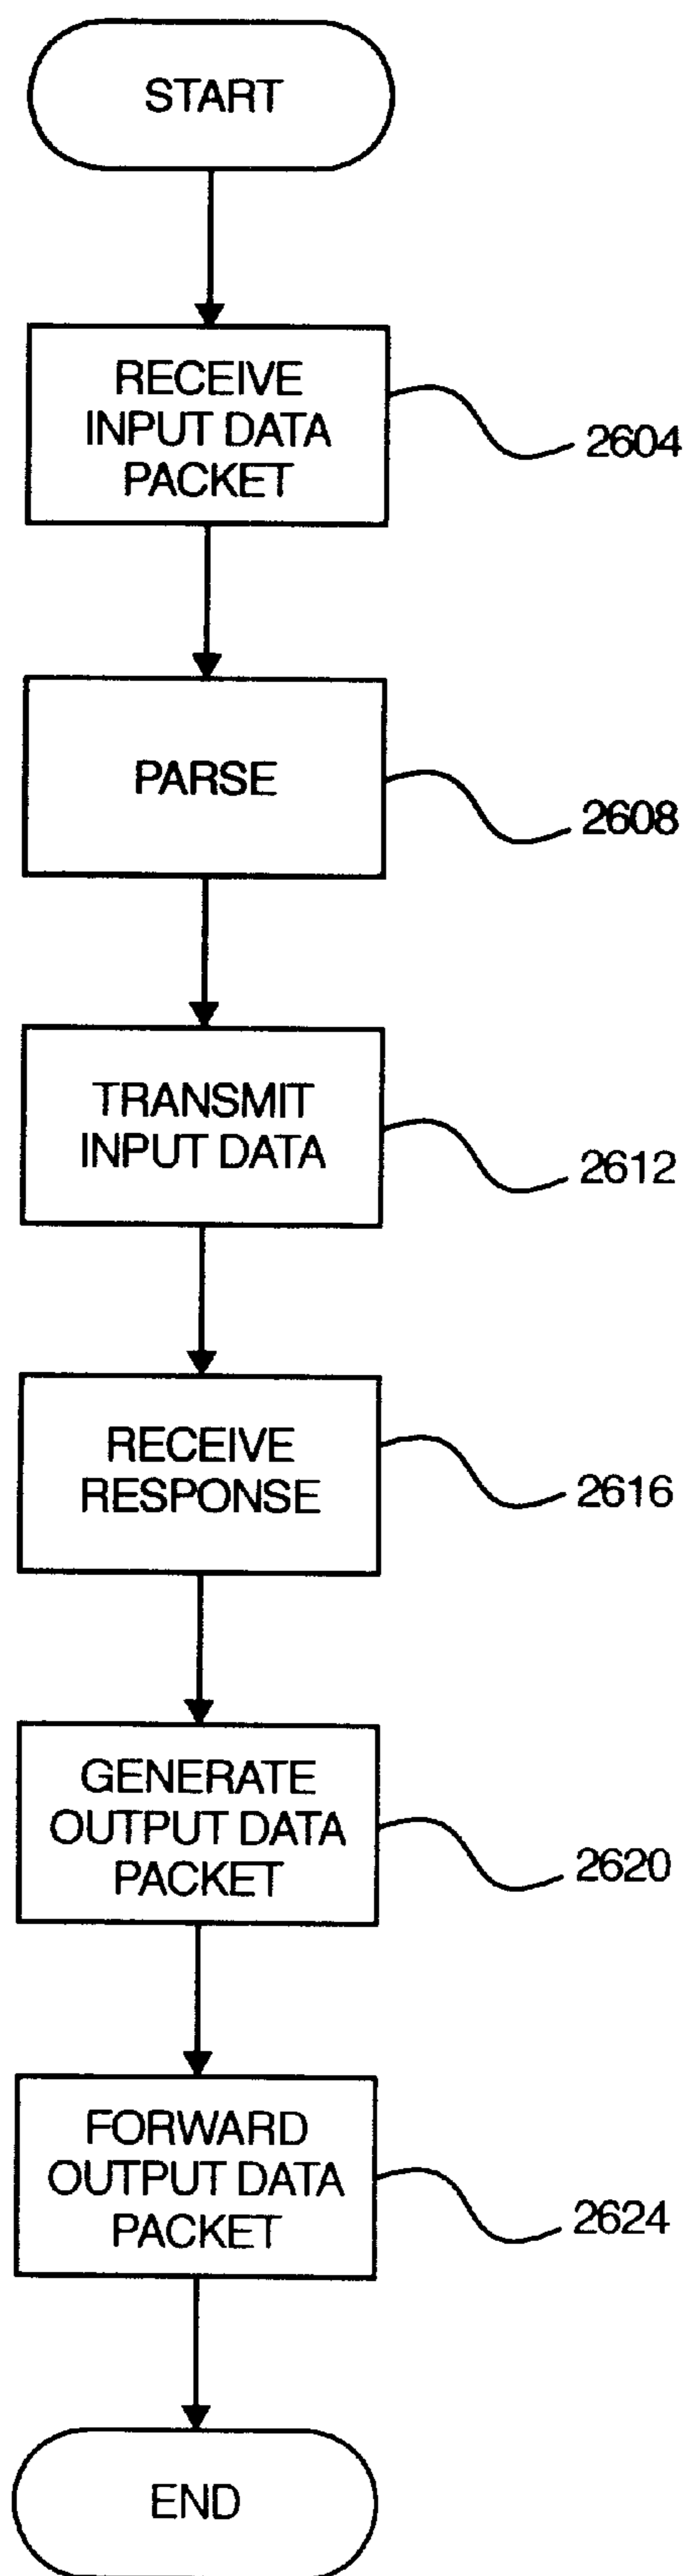 START
RECEIVE
INPUT DATA
PACKET
2604
PARSE
2608
TRANSMIT
INPUT DATA
2612
RECEIVE
RESPONSE
2616
GENERATE
OUTPUT DATA
PACKET
2620
FORWARD
OUTPUT DATA
PACKET
2624
END